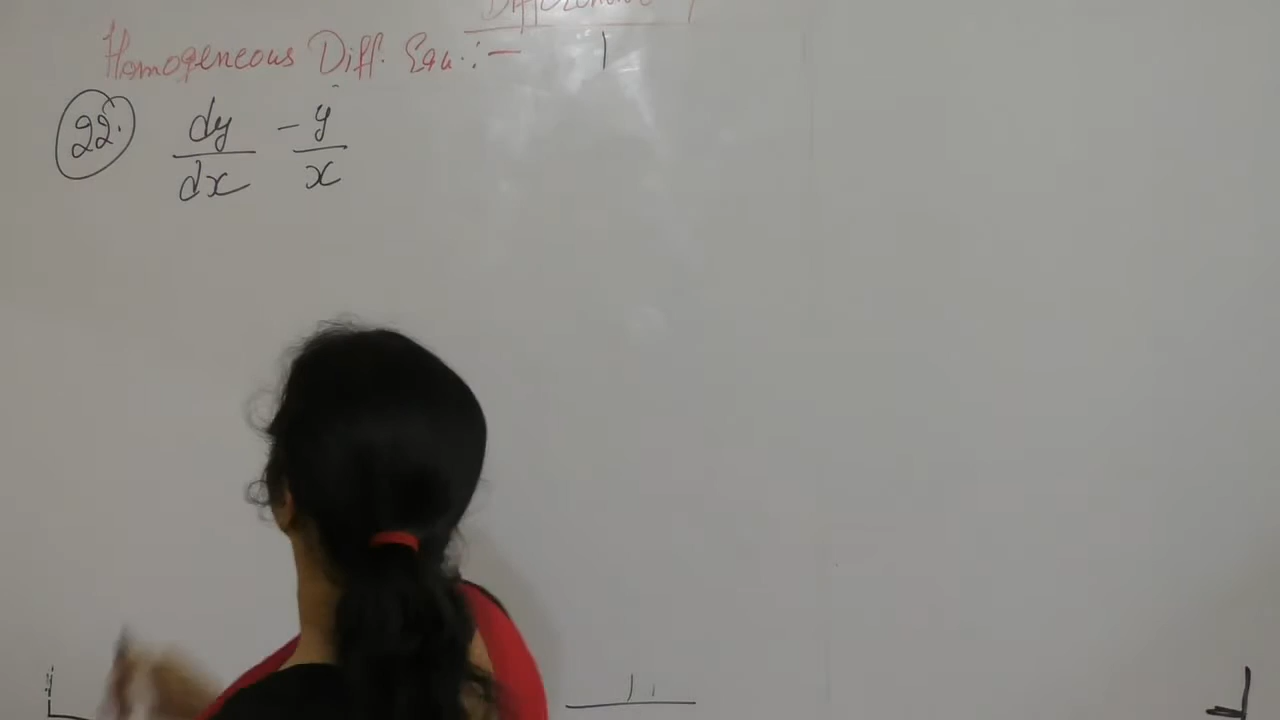 Homogeneous Diff. Equ.:-
22. dy/dx - y/x